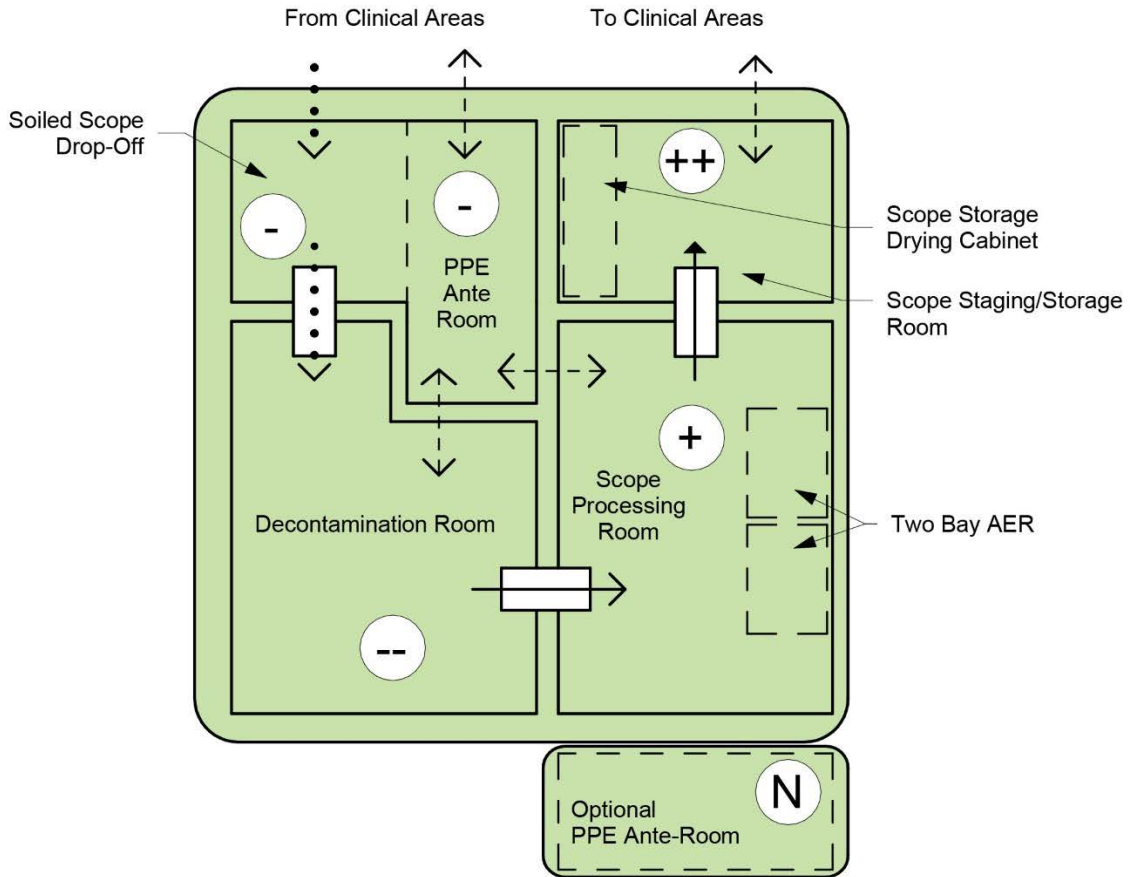 From Clinical Areas
To Clinical Areas
Soiled Scope
Drop-Off
++
-
-
Scope Storage
Drying Cabinet
PPE
Ante
Room
Scope Staging/Storage
Room
+
Scope
Processing
Room
Decontamination Room
Two Bay AER
--
N
Optional
PPE Ante-Room